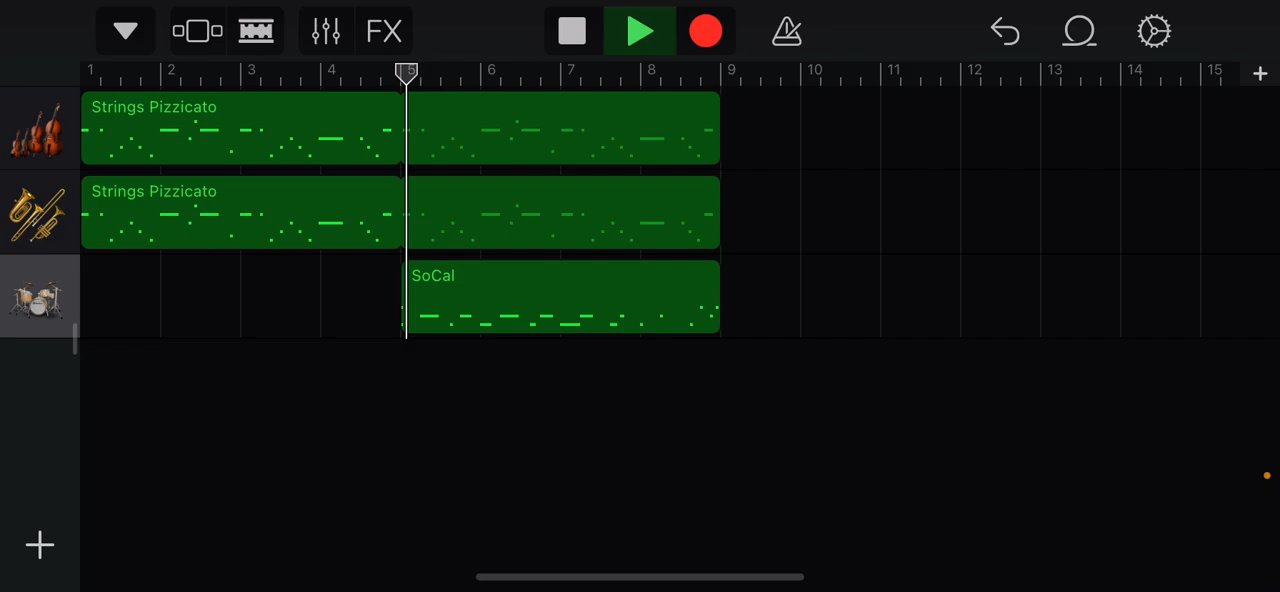 FX
1 2 3 4 5 6 7 8 9 10 11 12 13 14 15
Strings Pizzicato
Strings Pizzicato
SoCal